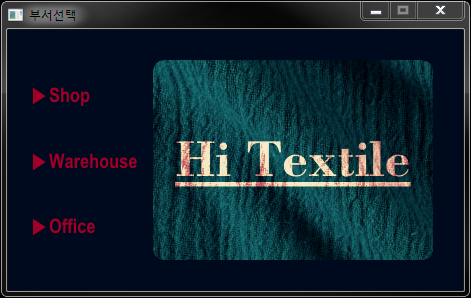 부서선택
Shop
Warehouse
Office
Hi Textile